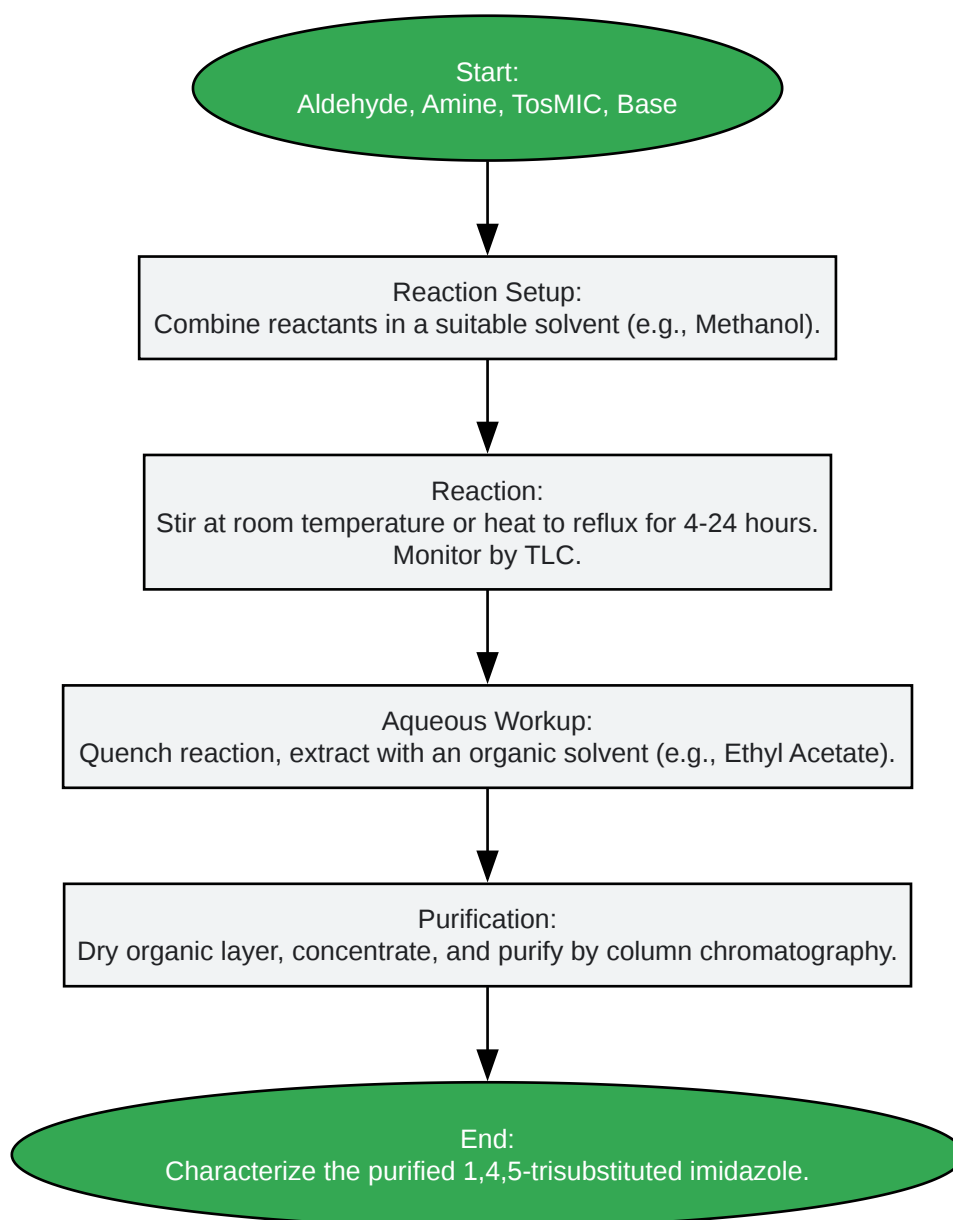 Start:
Aldehyde, Amine, TosMIC, Base
Reaction Setup:
Combine reactants in a suitable solvent (e.g., Methanol).
Reaction:
Stir at room temperature or heat to reflux for 4-24 hours.
Monitor by TLC.
Aqueous Workup:
Quench reaction, extract with an organic solvent (e.g., Ethyl Acetate).
Purification:
Dry organic layer, concentrate, and purify by column chromatography.
End:
Characterize the purified 1,4,5-trisubstituted imidazole.